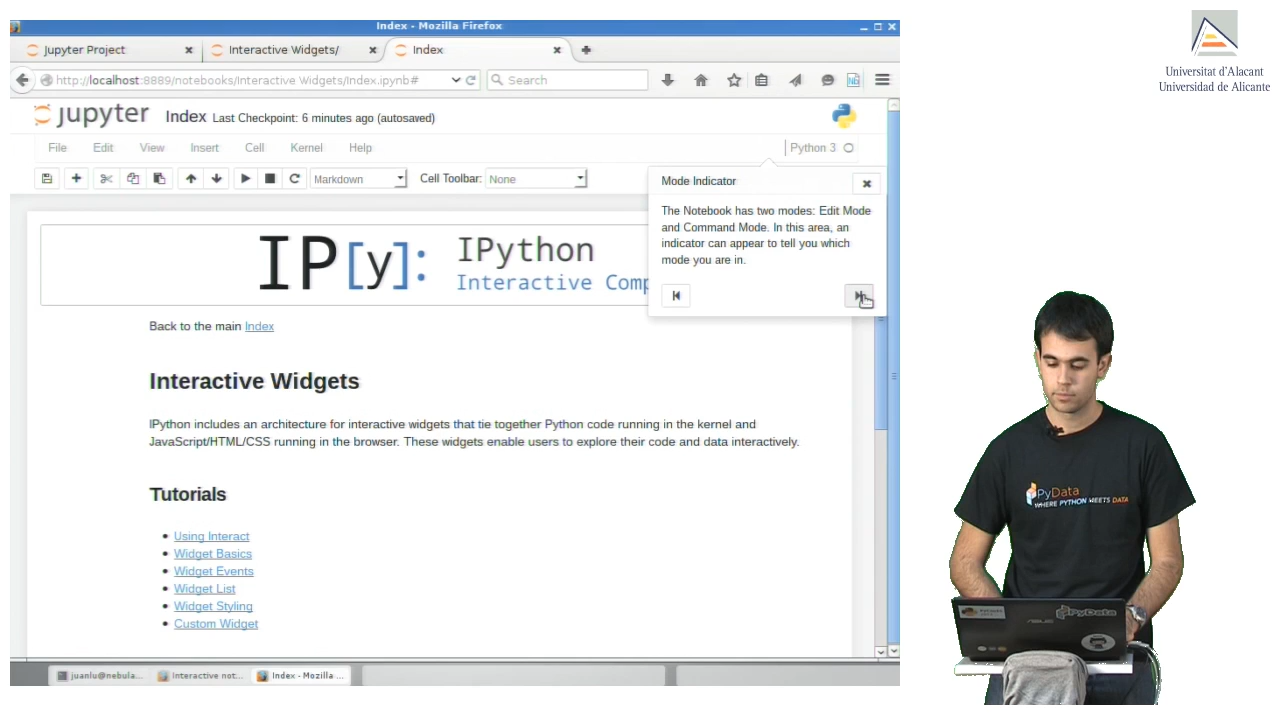 Index - Mozilla Firefox
Jupyter Project
Interactive Widgets/
Index
http://localhost:8889/notebooks/Interactive Widgets/Index.ipynb#
Search
jupyter Index Last Checkpoint: 6 minutes ago (autosaved)
File Edit View Insert Cell Kernel Help
Python 3
Markdown
Cell Toolbar: None
Mode Indicator
The Notebook has two modes: Edit Mode
and Command Mode. In this area, an
indicator can appear to tell you which
mode you are in.
IP[y]: IPython
Interactive Comp
Back to the main Index
Interactive Widgets
IPython includes an architecture for interactive widgets that tie together Python code running in the kernel and
JavaScript/HTML/CSS running in the browser. These widgets enable users to explore their code and data interactively.
Tutorials
Using Interact
Widget Basics
Widget Events
Widget List
Widget Styling
Custom Widget
juanlu@nebula...
Interactive not...
Index - Mozilla ...
Universitat d'Alacant
Universidad de Alicante
PyData
WHERE PYTHON MEETS DATA
PyData
ASUS